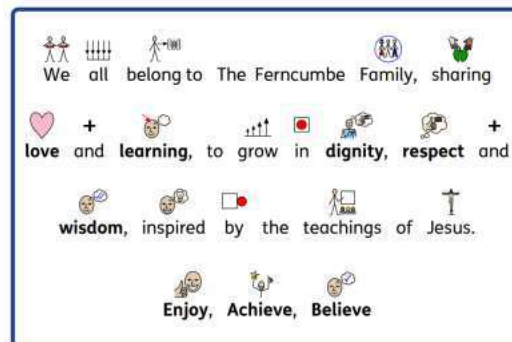 We all belong to The Ferncumbe Family, sharing
love and learning, to grow in dignity, respect and
wisdom, inspired by the teachings of Jesus.
Enjoy, Achieve, Believe